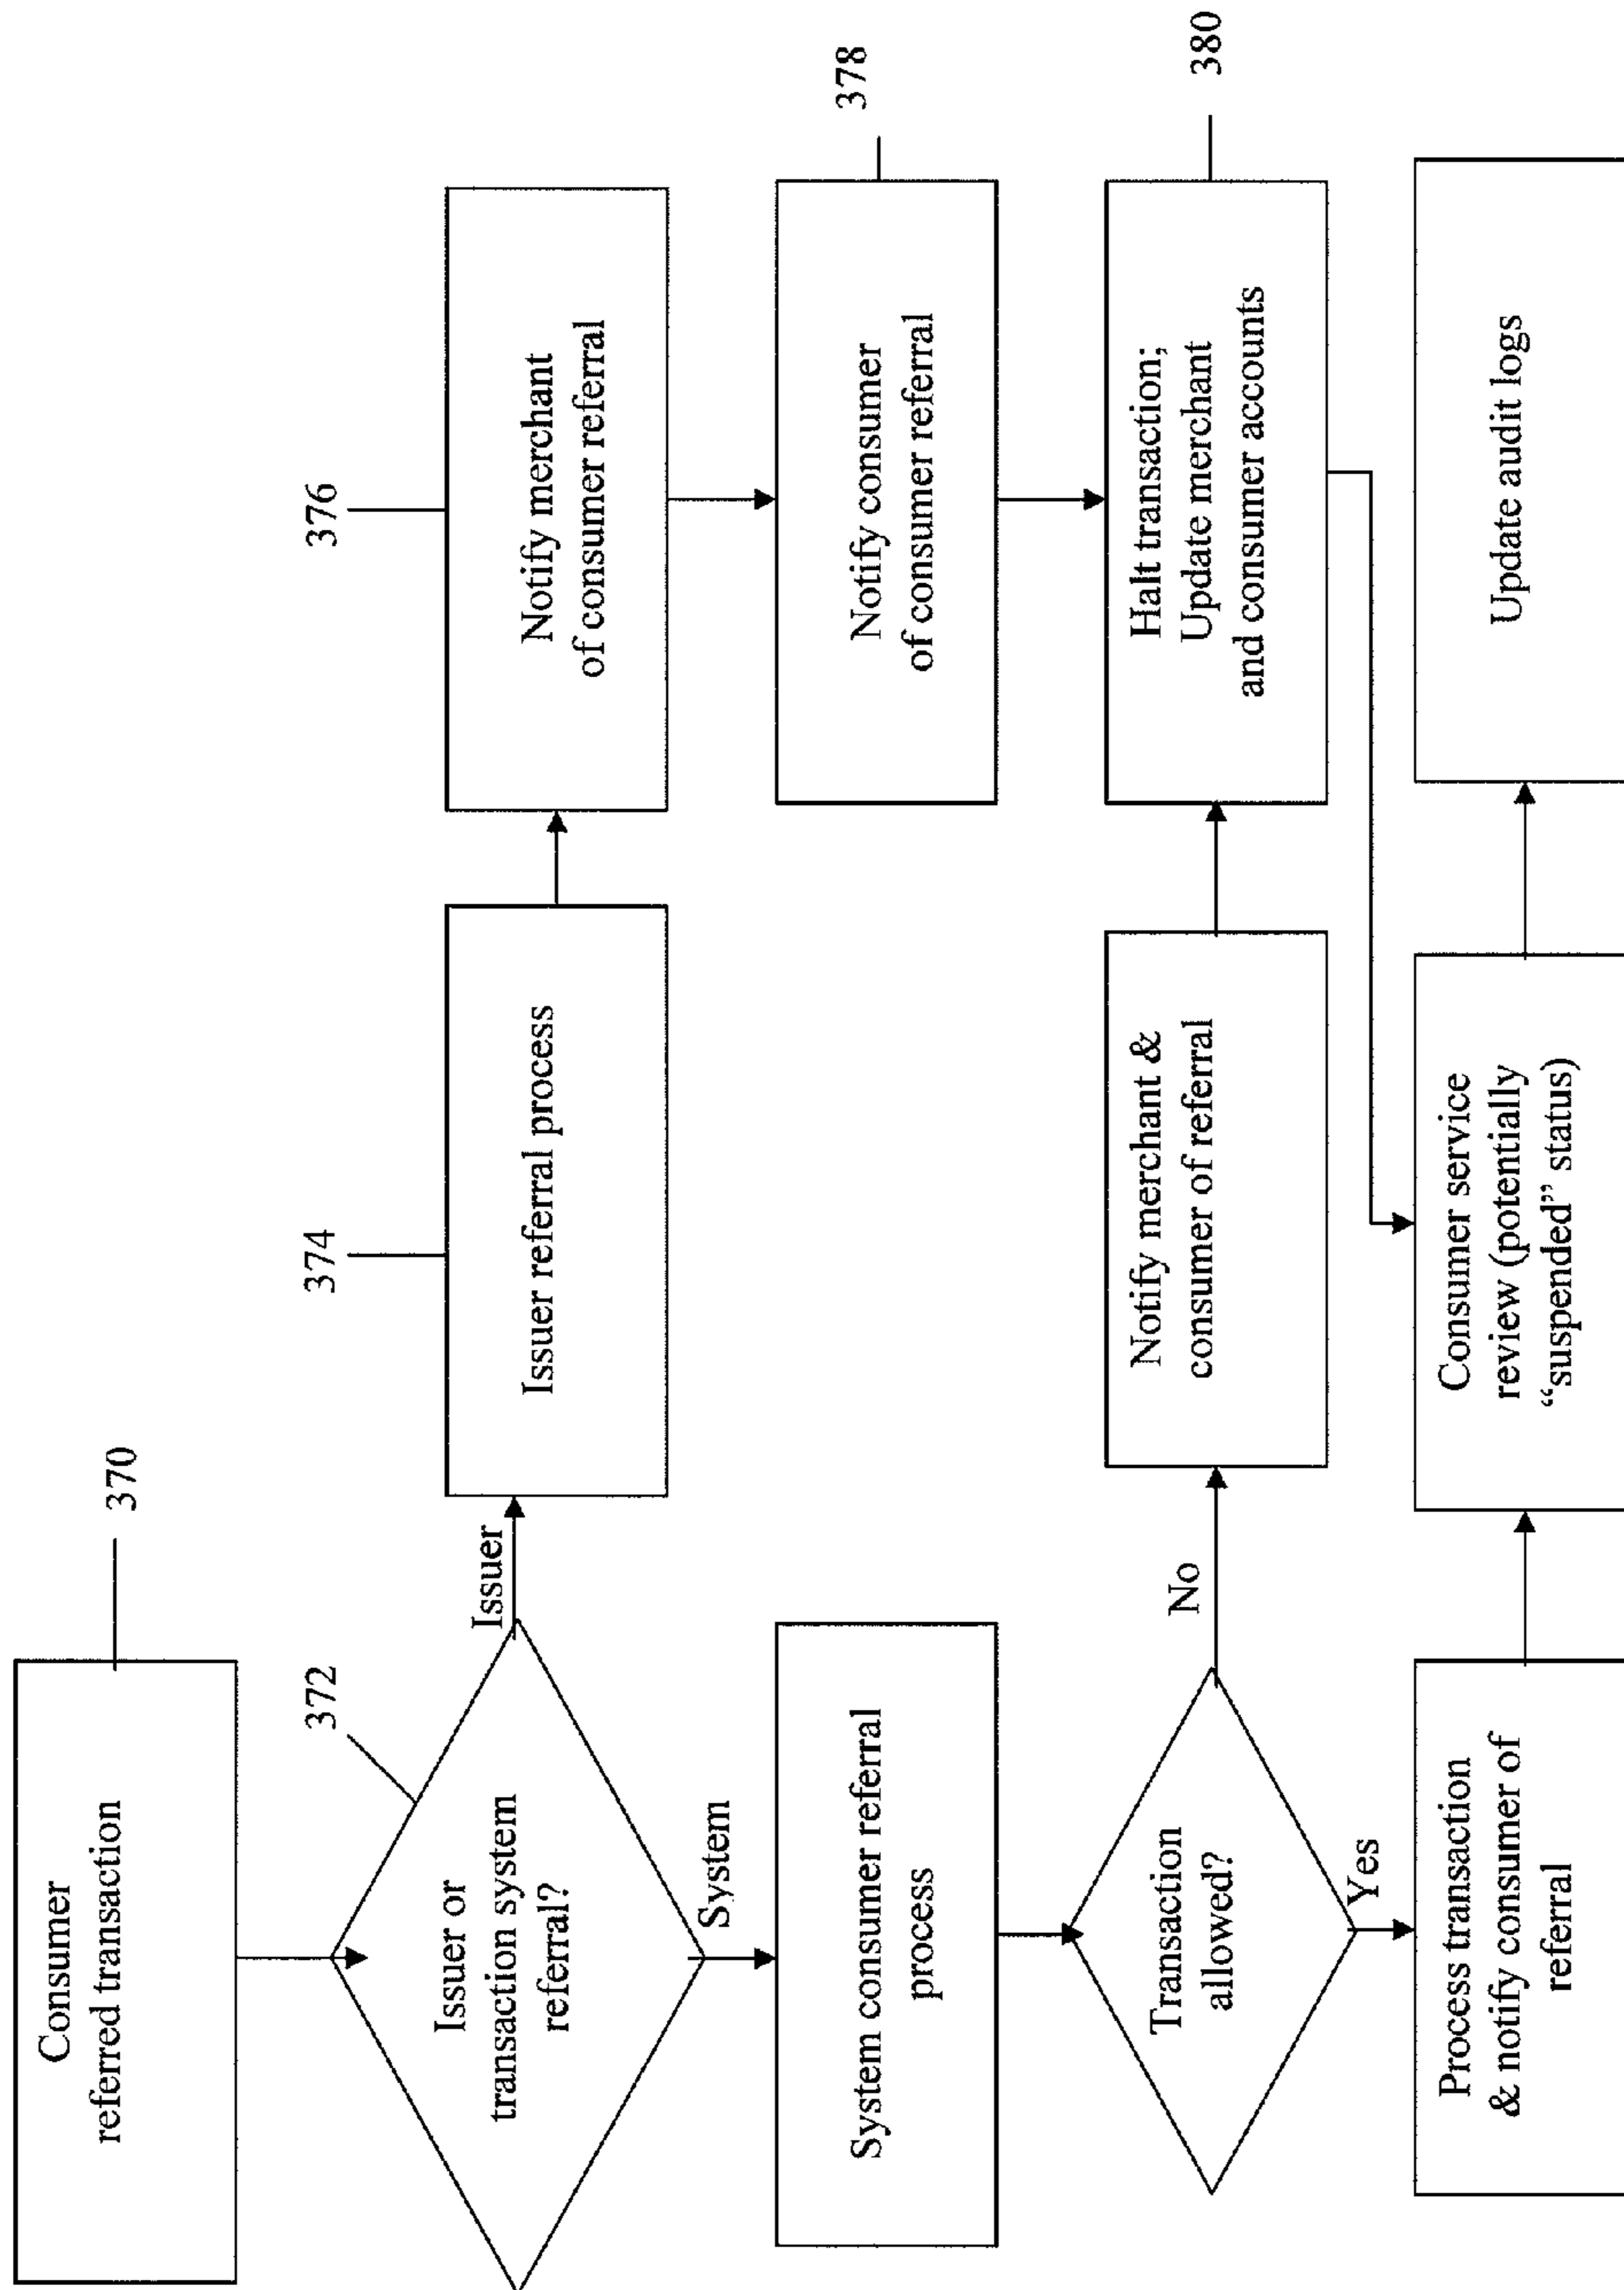 Consumer
referred transaction
370
372
Issuer or
transaction system
referral?
Issuer
System
374
Issuer referral process
376
Notify merchant
of consumer referral
System consumer referral
process
Notify consumer
of consumer referral
378
Transaction
allowed?
No
Yes
Notify merchant &
consumer of referral
Halt transaction;
Update merchant
and consumer accounts
380
Process transaction
& notify consumer of
referral
Consumer service
review (potentially
“suspended” status)
Update audit logs